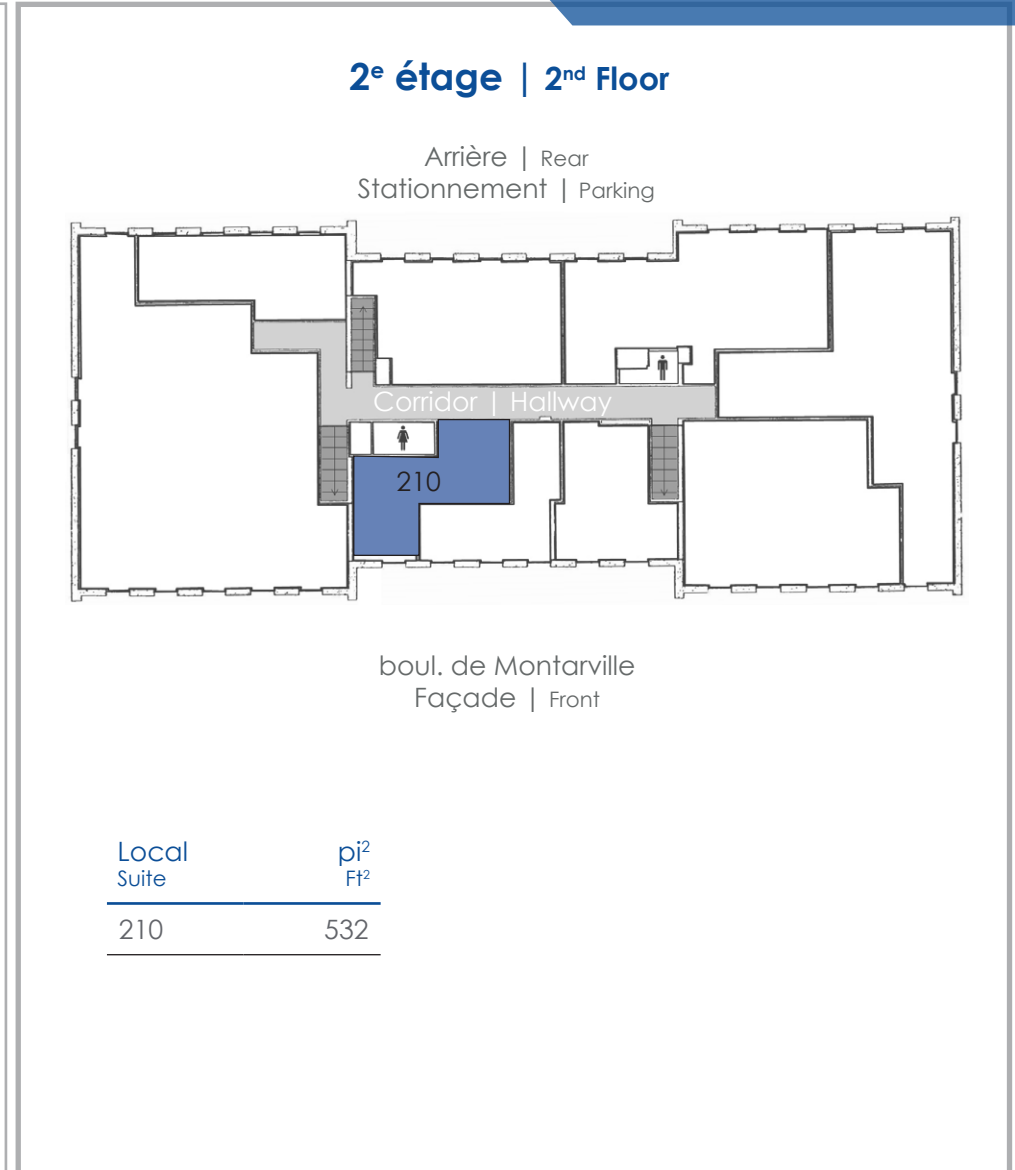 2e étage | 2nd Floor
Arrière | Rear
Stationnement | Parking
Corridor | Hallway
210
boul. de Montarville
Façade | Front
Local pi²
Suite Ft²
210 532